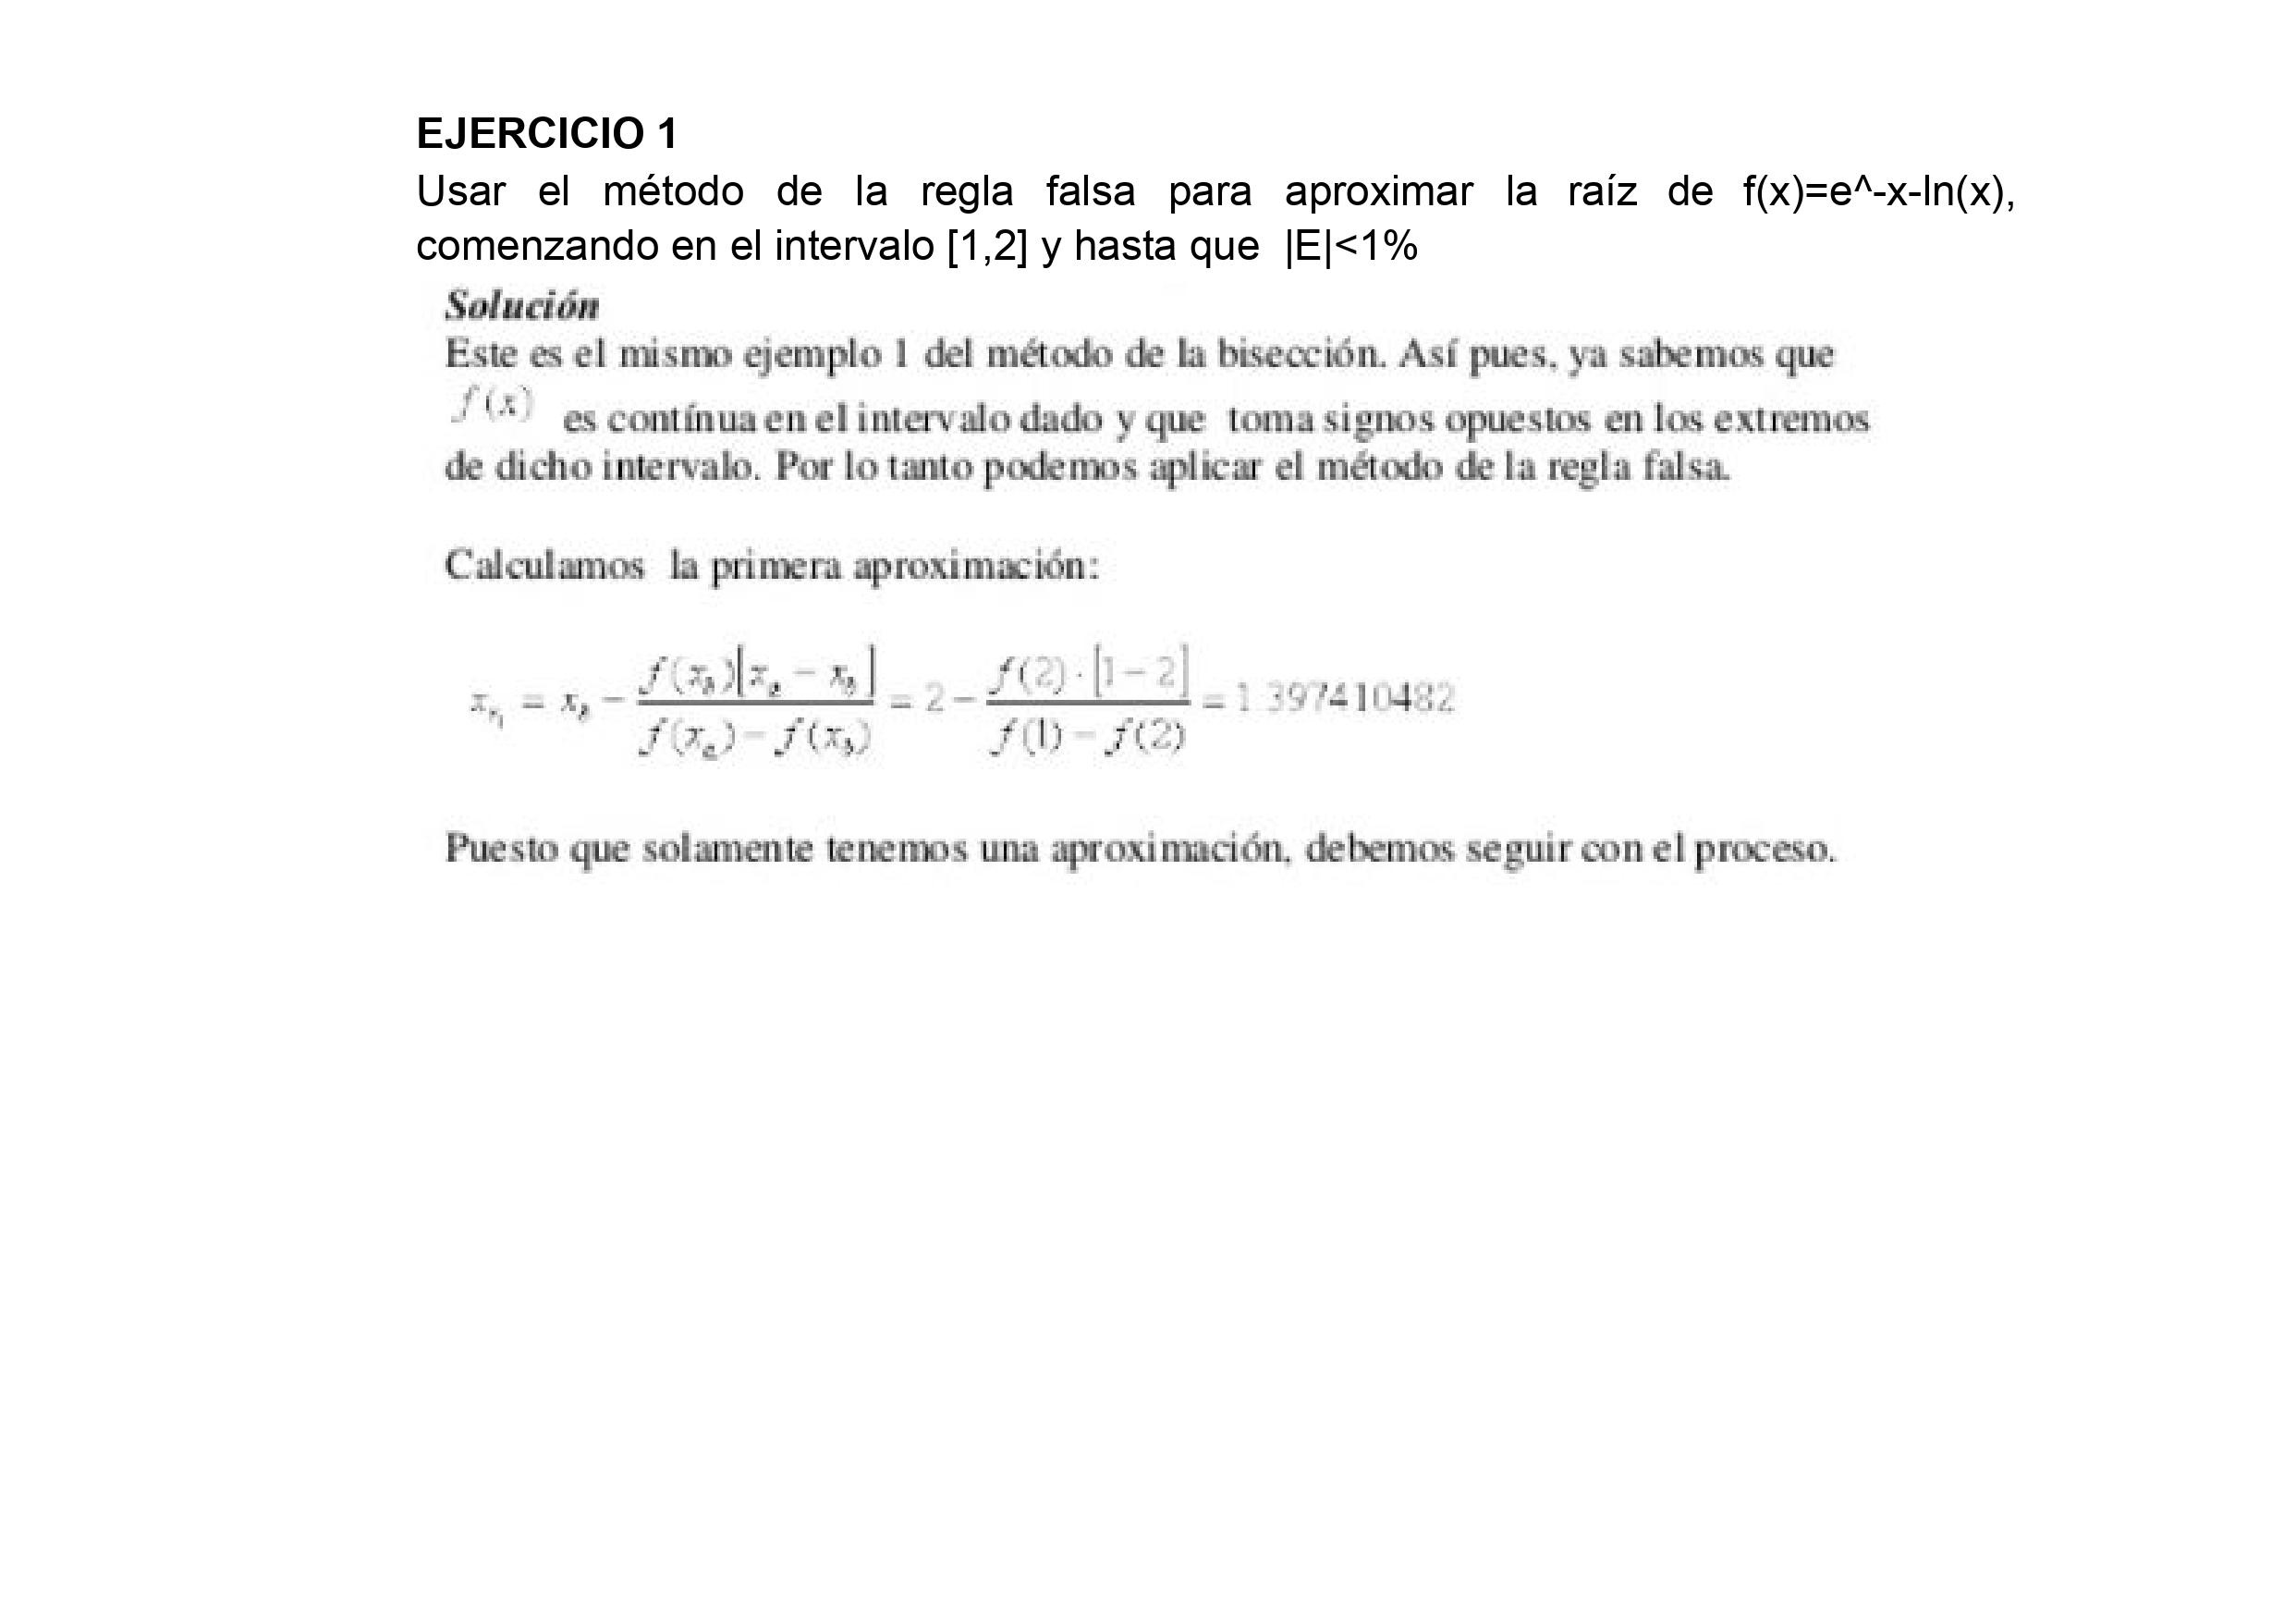 EJERCICIO 1
Usar el método de la regla falsa para aproximar la raíz de f(x)=e^-x-ln(x),
comenzando en el intervalo [1,2] y hasta que |E|<1%
Solución
Este es el mismo ejemplo 1 del método de la bisección. Así pues, ya sabemos que
f(x) es contínua en el intervalo dado y que toma signos opuestos en los extremos
de dicho intervalo. Por lo tanto podemos aplicar el método de la regla falsa.
Calculamos la primera aproximación:
x_{r_1} = x_b - \frac{f(x_b)[x_a - x_b]}{f(x_a) - f(x_b)} = 2 - \frac{f(2) \cdot [1 - 2]}{f(1) - f(2)} = 1.397410482
Puesto que solamente tenemos una aproximación, debemos seguir con el proceso.